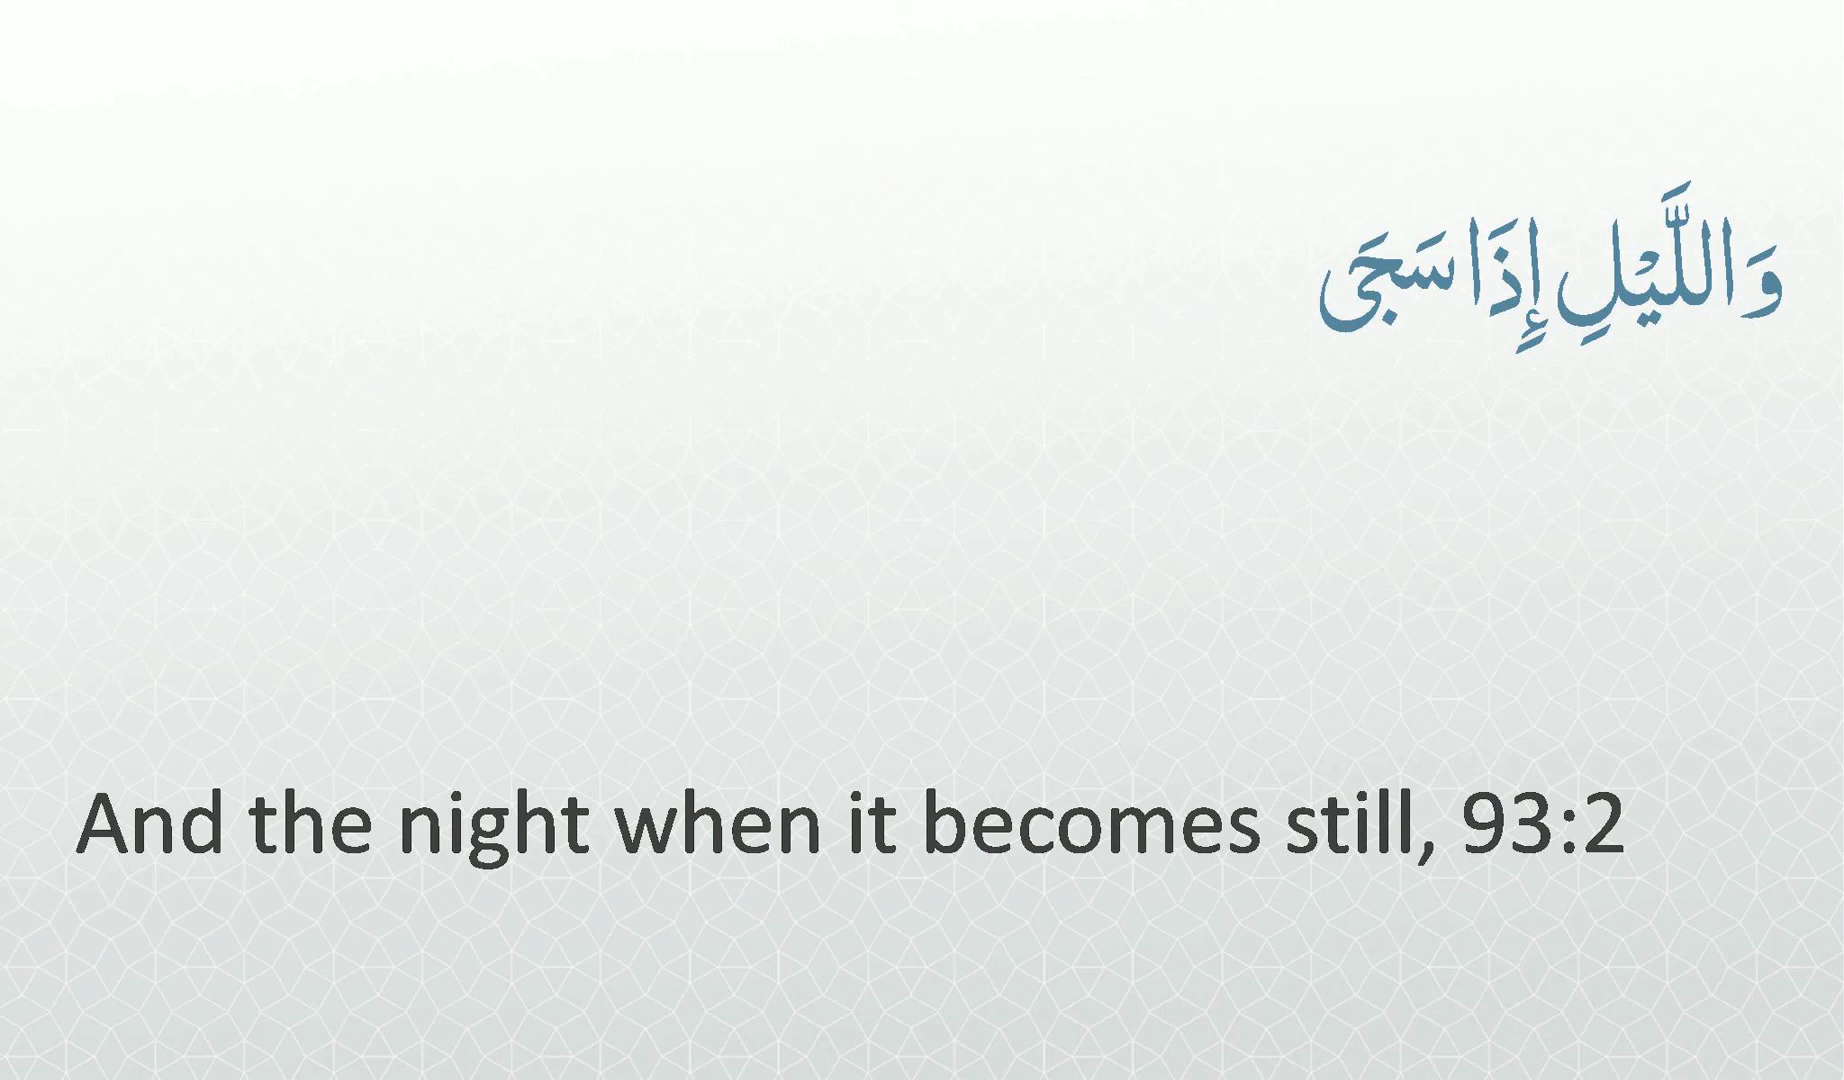 وَاللَّيْلِ إِذَا سَجَى
And the night when it becomes still, 93:2